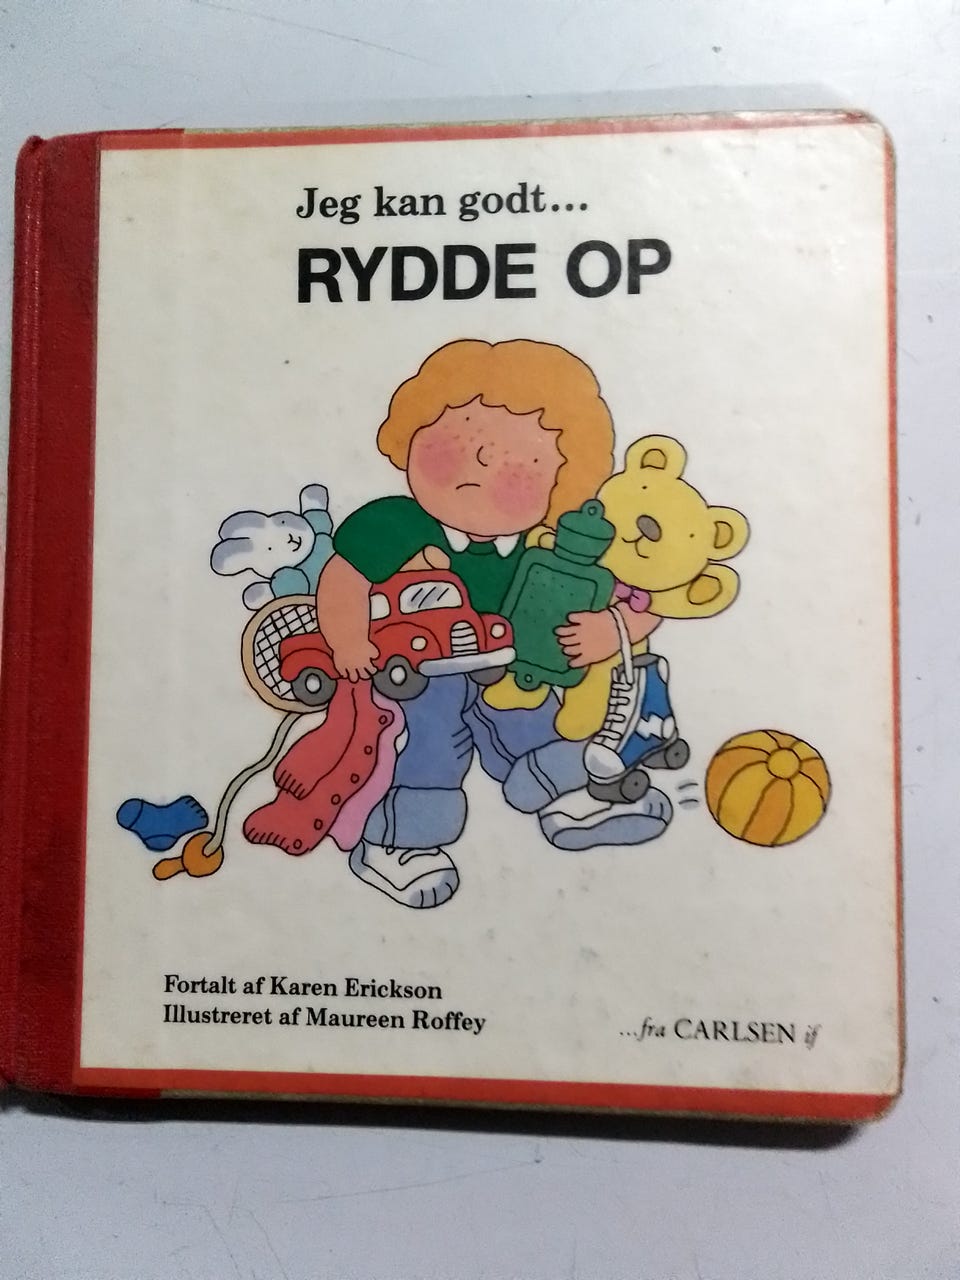 Jeg kan godt...
RYDDE OP
Fortalt af Karen Erickson
Illustreret af Maureen Roffey
...fra CARLSEN if